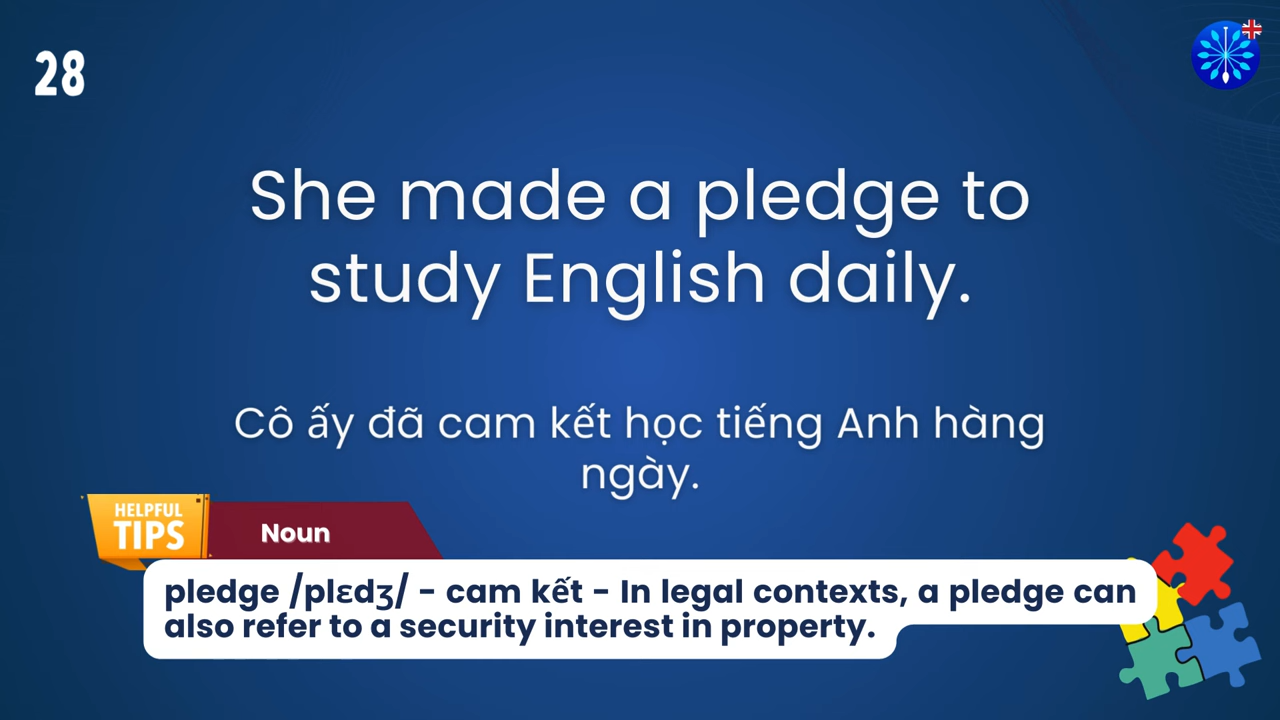 28
She made a pledge to
study English daily.
Cô ấy đã cam kết học tiếng Anh hàng
ngày.
HELPFUL
TIPS
Noun
pledge /plɛdʒ/ - cam kết - In legal contexts, a pledge can
also refer to a security interest in property.